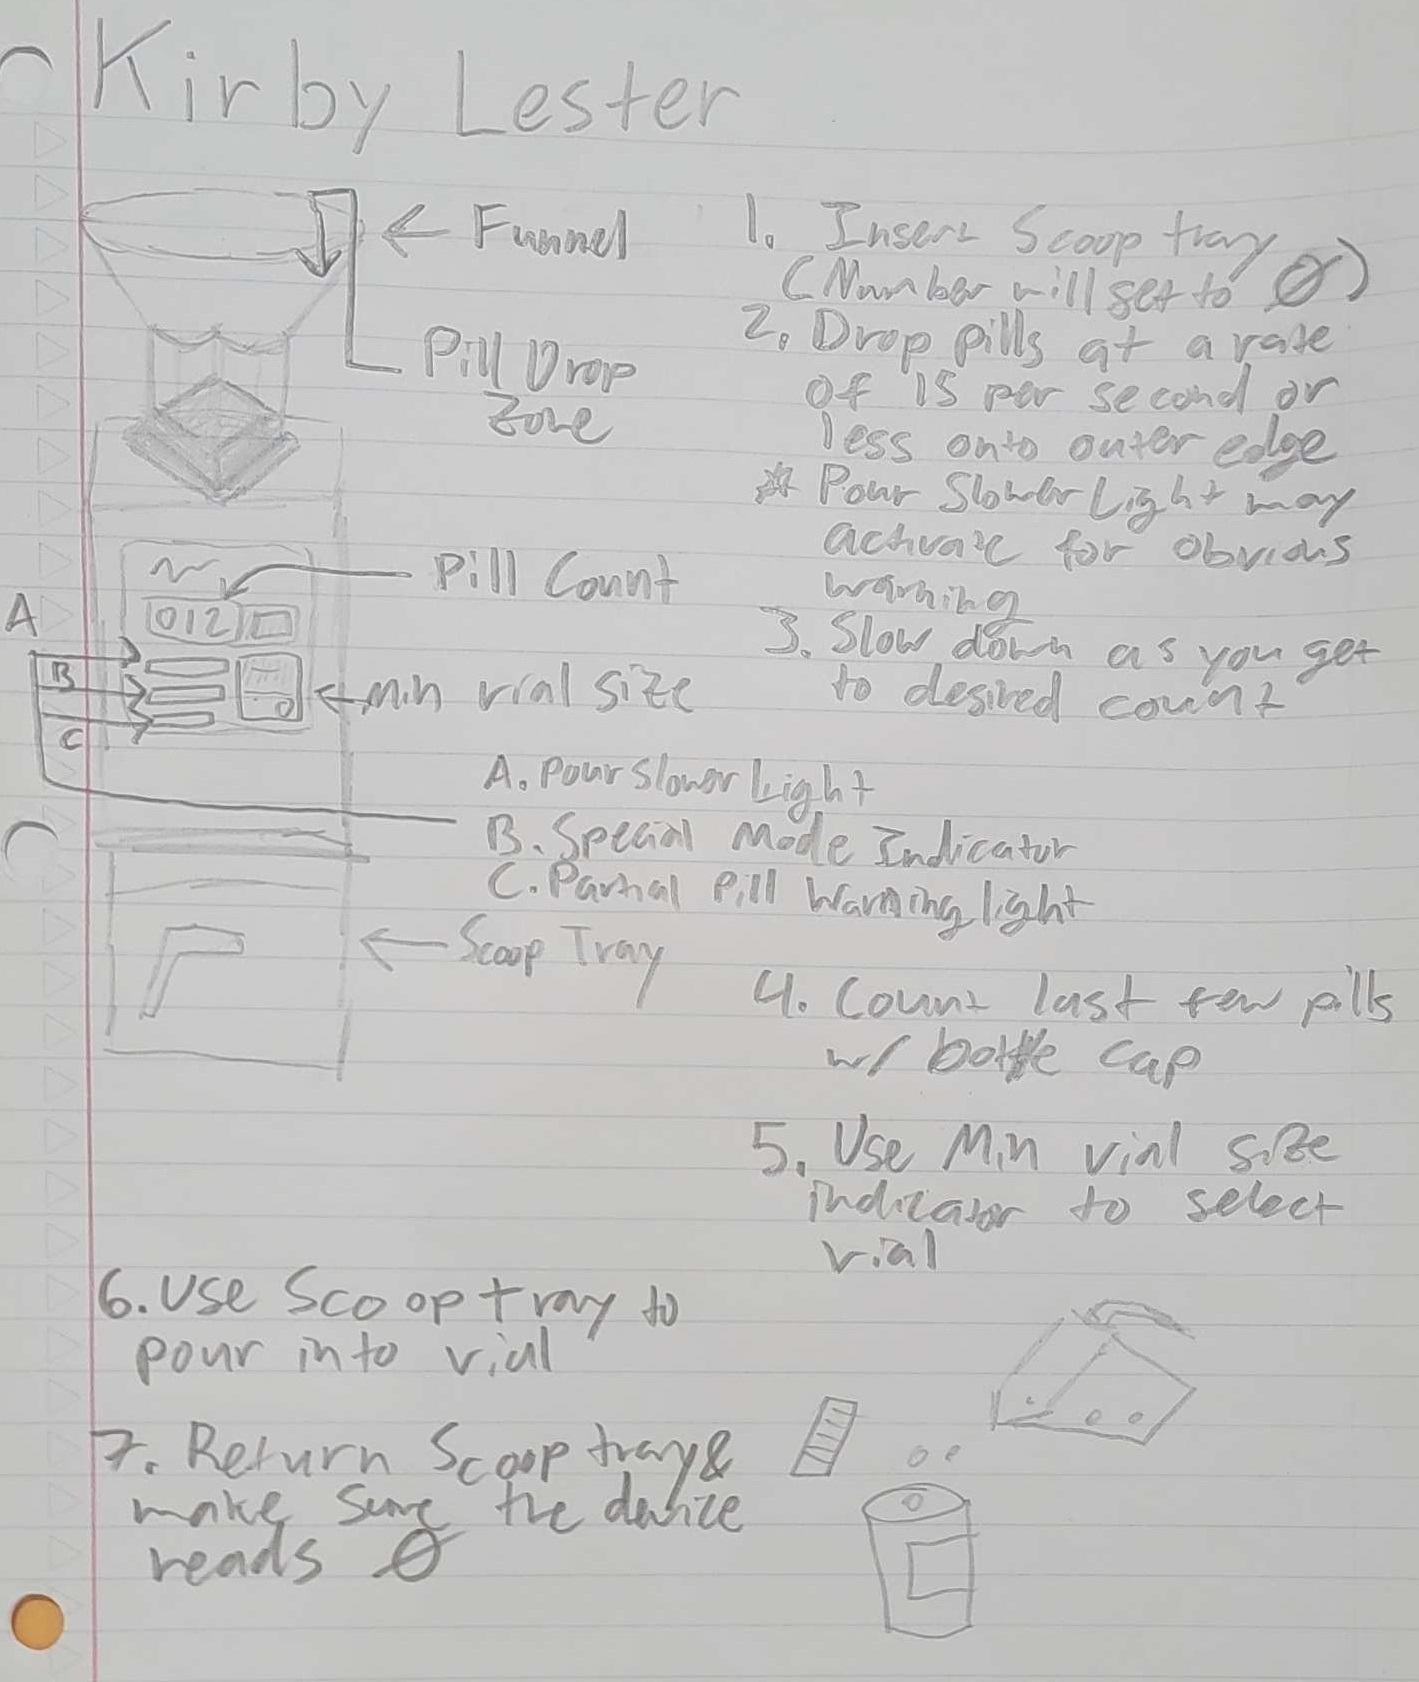 Kirby Lester
Funnel
Pill Drop
Zone
Pill Count
012
A
B
C
min vial size
A. Pour Slower Light
B. Special Mode Indicator
C. Partial Pill Warning light
Scoop Tray
1. Insert Scoop tray
(Number will get to Ø)
2. Drop pills at a rate
of 15 per second or
less onto outer edge
* Pour Slower Light may
activate for obvious
warning
3. Slow down as you get
to desired count
4. Count last few pills
w/ bottle cap
5. Use Min vial size
indicator to select
vial
6. Use Scoop tray to
pour into vial
7. Return Scoop tray &
make sure the device
reads Ø